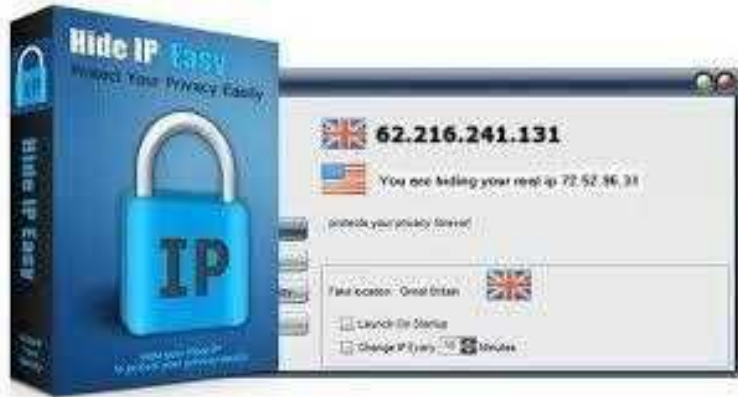 Hide IP Easy
Protect Your Privacy Easily
IP
Hide IP Easy
IP
62.216.241.131
You are hiding your real ip 72.52.96.31
protects your privacy forever!
Fake location: Great Britain
Launch On Startup
Change IP Every 10 Minutes